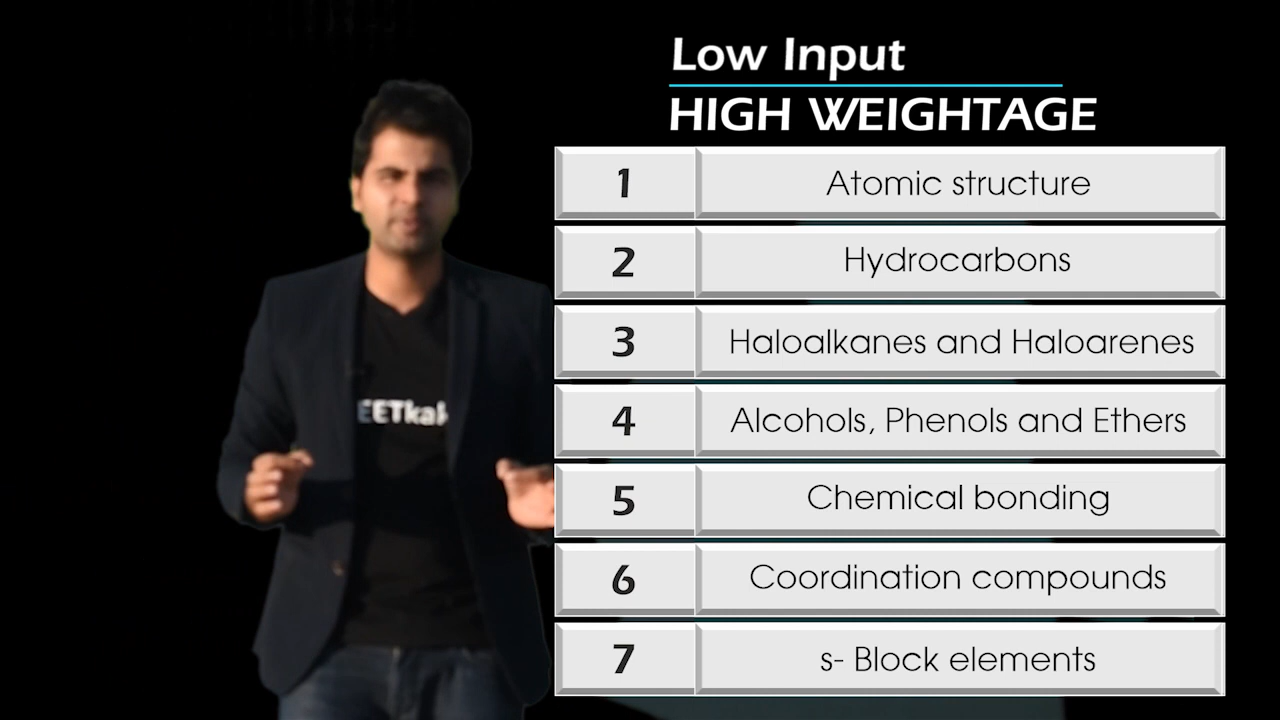 Low Input
HIGH WEIGHTAGE
1 Atomic structure
2 Hydrocarbons
3 Haloalkanes and Haloarenes
4 Alcohols, Phenols and Ethers
5 Chemical bonding
6 Coordination compounds
7 s- Block elements